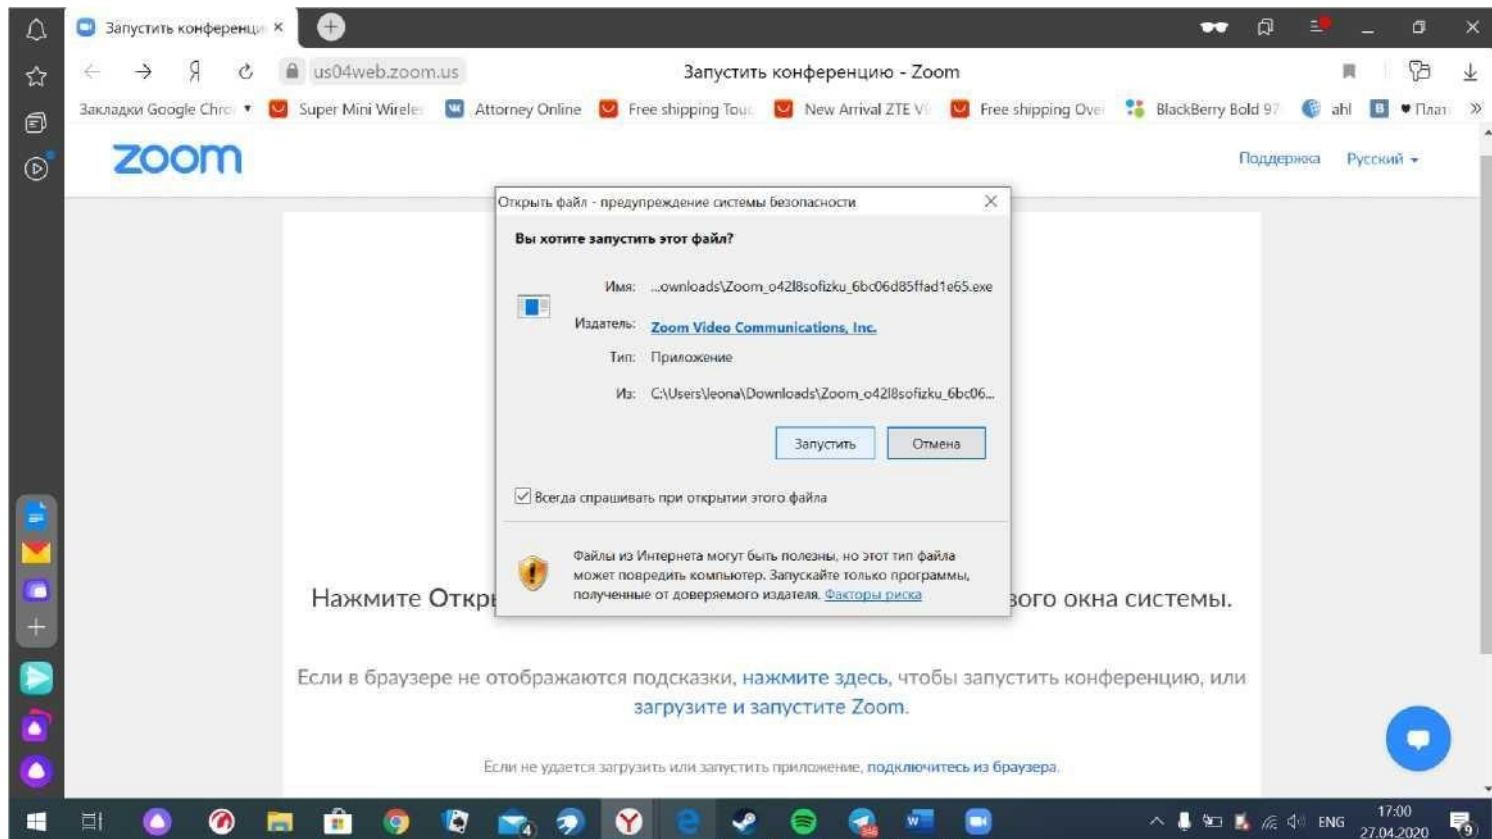 Запустить конференци
us04web.zoom.us
Запустить конференцию - Zoom
Закладки Google Chro
Super Mini Wirele
Attorney Online
Free shipping Touc
New Arrival ZTE V
Free shipping Over
BlackBerry Bold 97
ahl
Плат
zoom
Поддержка
Русский
Открыть файл - предупреждение системы безопасности
Вы хотите запустить этот файл?
Имя: ...ownloads\Zoom_o42l8sofizku_6bc06d85ffad1e65.exe
Издатель: Zoom Video Communications, Inc.
Тип: Приложение
Из: C:\Users\leona\Downloads\Zoom_o42l8sofizku_6bc06...
Запустить
Отмена
Всегда спрашивать при открытии этого файла
Файлы из Интернета могут быть полезны, но этот тип файла
может повредить компьютер. Запускайте только программы,
полученные от доверяемого издателя. Факторы риска
Нажмите Откры
вого окна системы.
Если в браузере не отображаются подсказки, нажмите здесь, чтобы запустить конференцию, или
загрузите и запустите Zoom.
Если не удается загрузить или запустить приложение, подключитесь из браузера.
ENG
17:00
27.04.2020